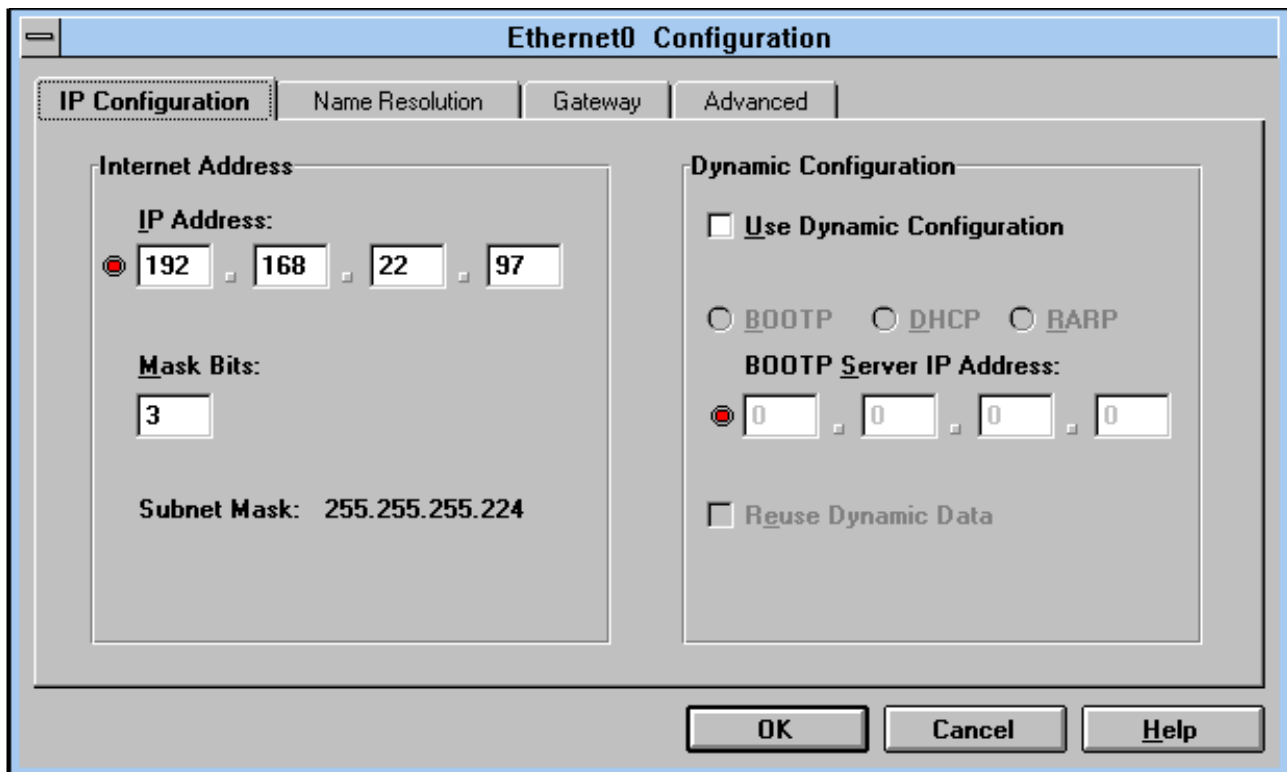 Ethernet0 Configuration
IP Configuration Name Resolution Gateway Advanced
Internet Address
IP Address:
192 . 168 . 22 . 97
Mask Bits:
3
Subnet Mask: 255.255.255.224
Dynamic Configuration
Use Dynamic Configuration
BOOTP DHCP RARP
BOOTP Server IP Address:
0 . 0 . 0 . 0
Reuse Dynamic Data
OK Cancel Help